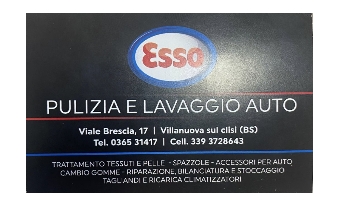 Esso
PULIZIA E LAVAGGIO AUTO
Viale Brescia, 17 | Villanuova sul clisi (BS)
Tel. 0365 31417 | Cell. 339 3728643
TRATTAMENTO TESSUTI E PELLE - SPAZZOLE - ACCESSORI PER AUTO
CAMBIO GOMME - RIPARAZIONE, BILANCIATURA E STOCCAGGIO
TAGLIANDI E RICARICA CLIMATIZZATORI